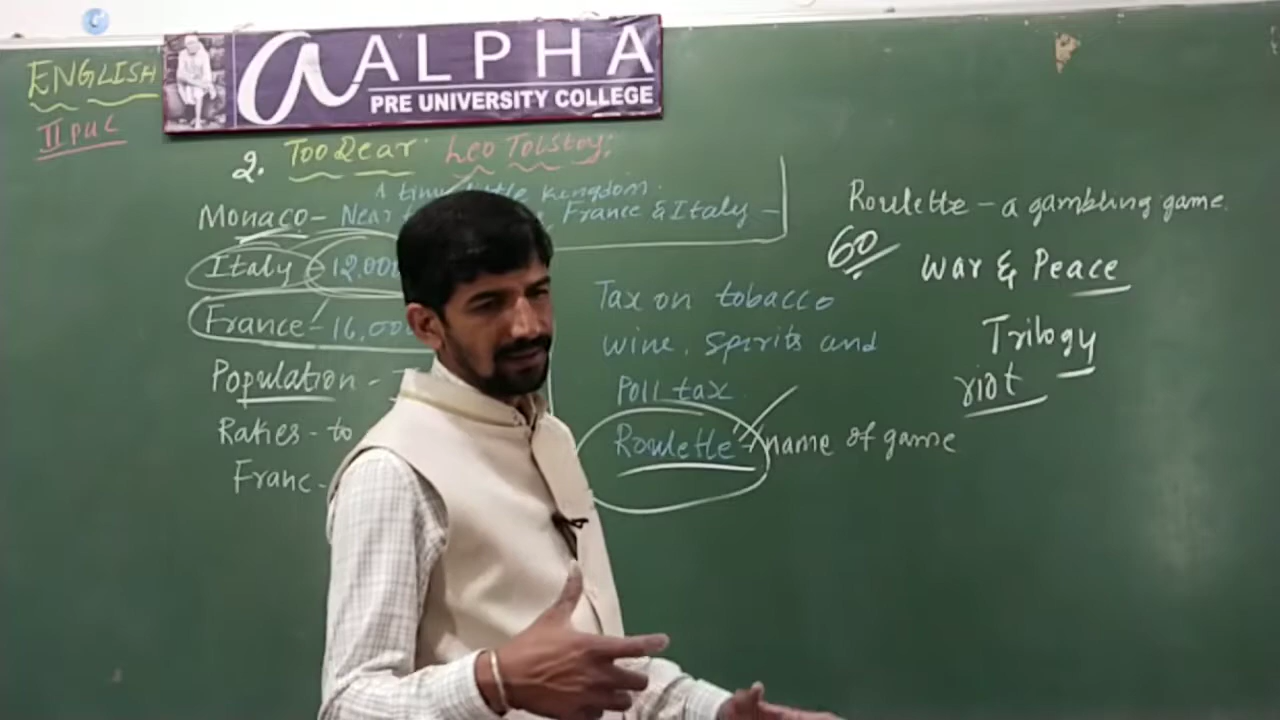 ENGLISH
II PUC
a ALPHA
PRE UNIVERSITY COLLEGE
2. Too Dear. Leo Tolstoy:
A tiny little kingdom.
Monaco - Near France & Italy -
Italy - 12,000
France - 16,000
Population -
Rakes - to
Franc -
Tax on tobacco
wine, spirits and
Poll tax
Roulette - name of game
Roulette - a gambling game.
60
War & Peace
Trilogy
riot